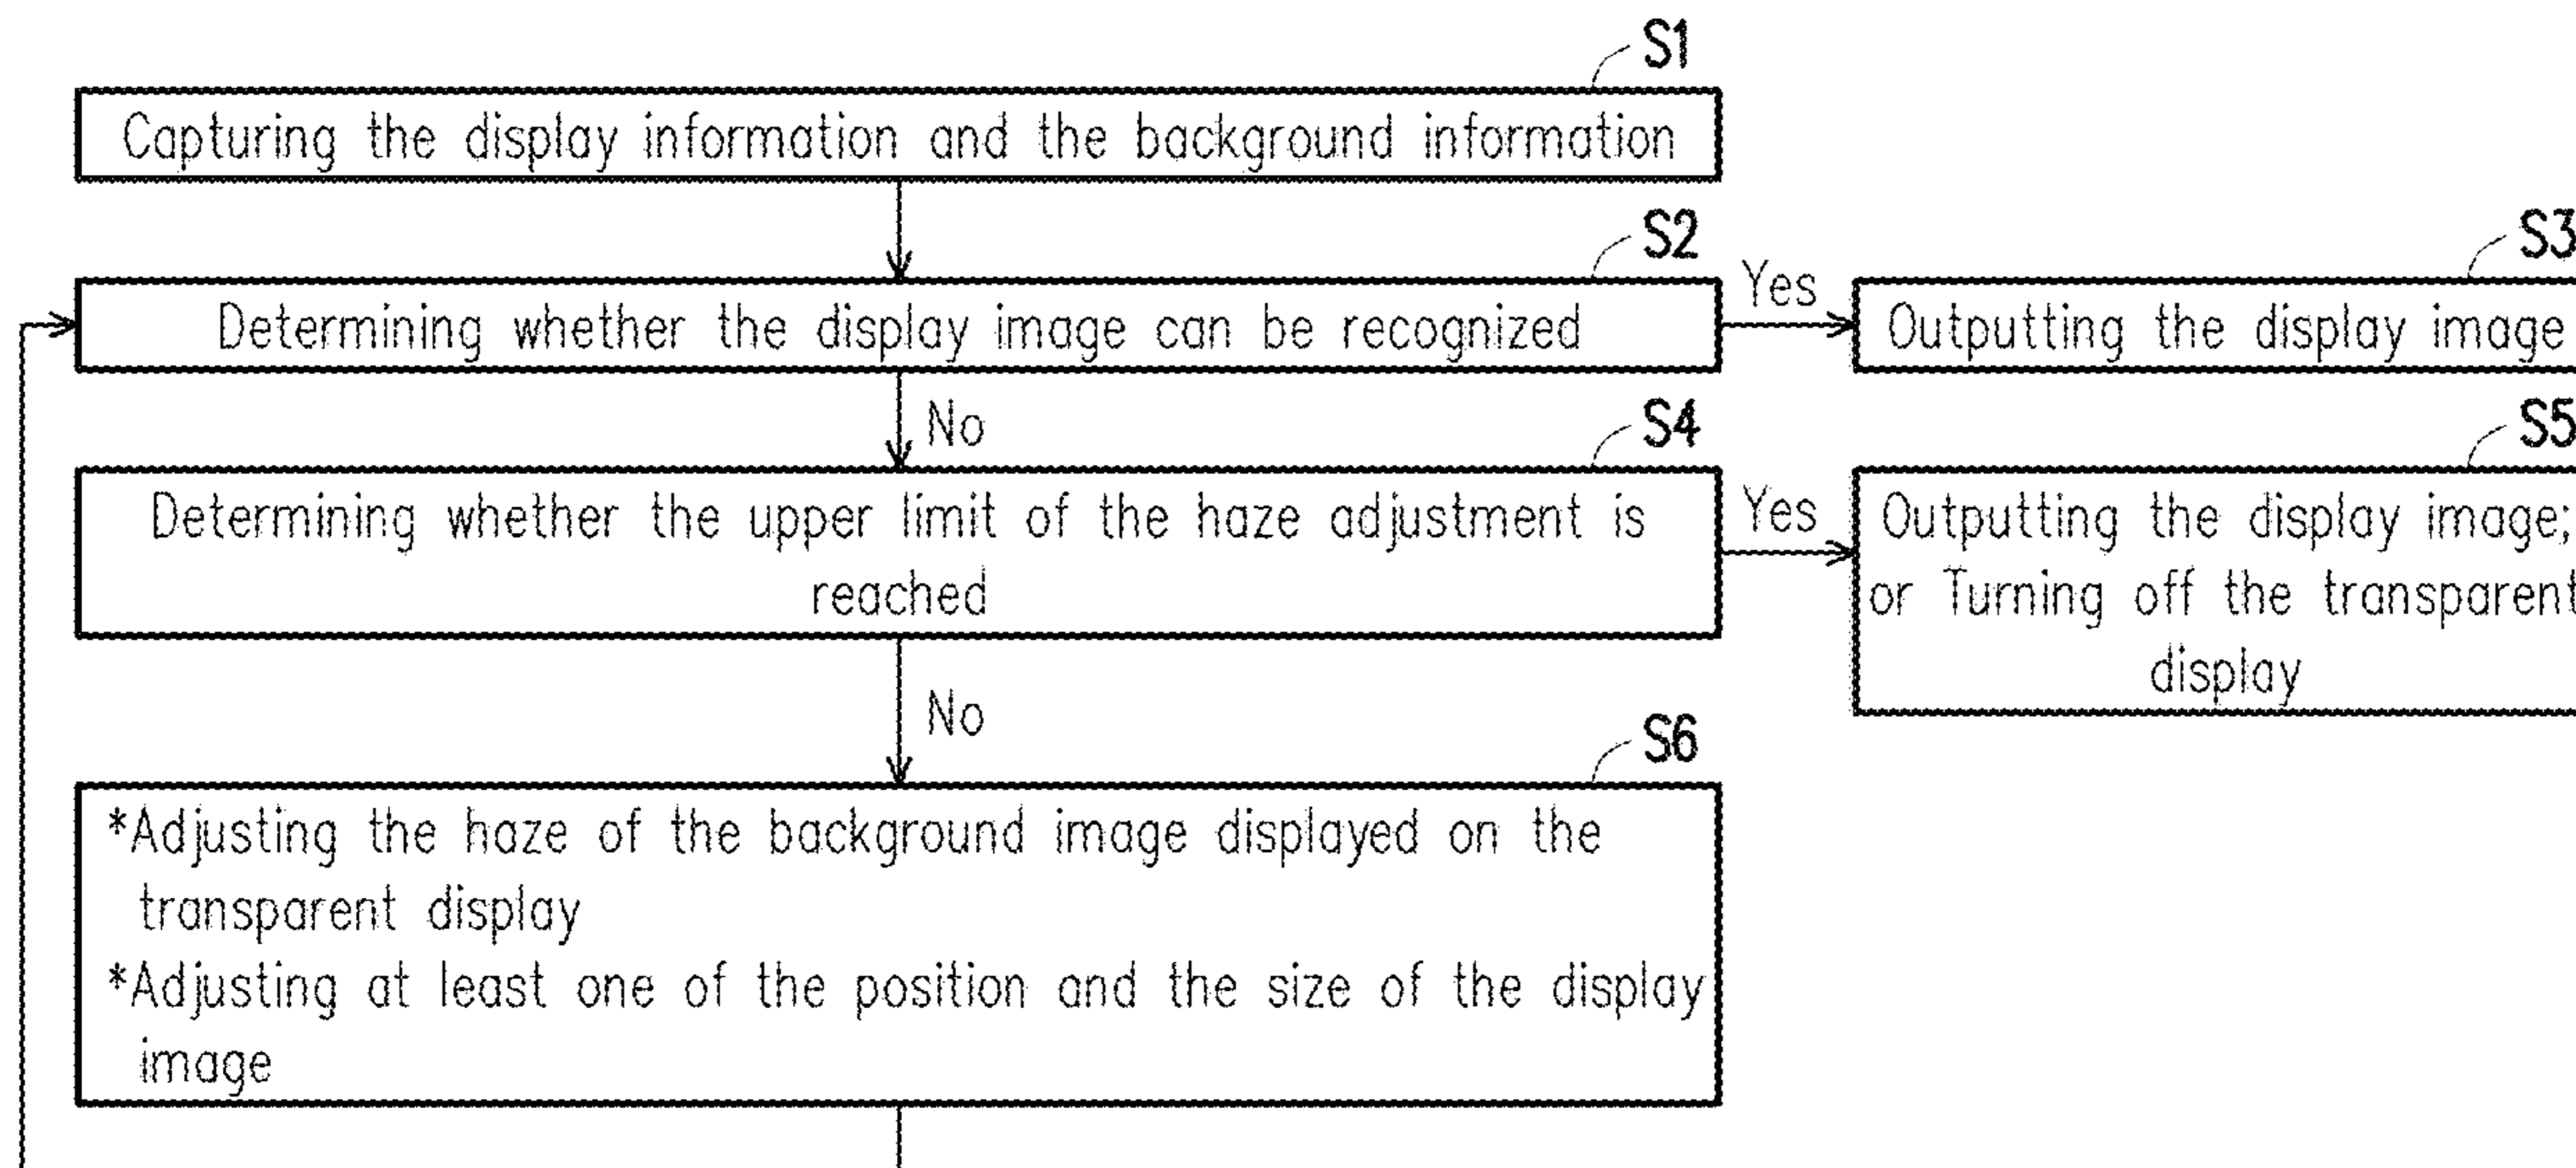 S1
Capturing the display information and the background information
S2
Determining whether the display image can be recognized
Yes
S3
Outputting the display image
No
S4
Determining whether the upper limit of the haze adjustment is
reached
Yes
S5
Outputting the display image;
or Turning off the transparent
display
No
S6
*Adjusting the haze of the background image displayed on the
transparent display
*Adjusting at least one of the position and the size of the display
image